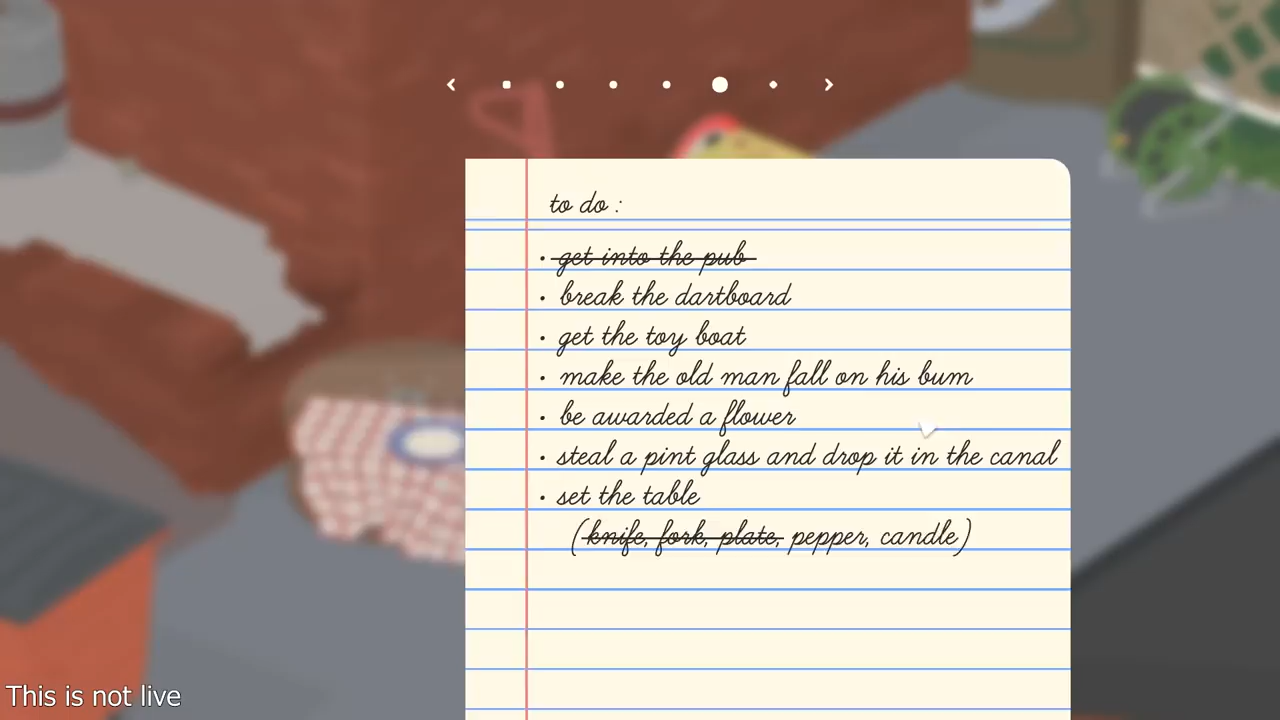 to do :
• get into the pub
• break the dartboard
• get the toy boat
• make the old man fall on his bum
• be awarded a flower
• steal a pint glass and drop it in the canal
• set the table
(knife, fork, plate, pepper, candle)
This is not live